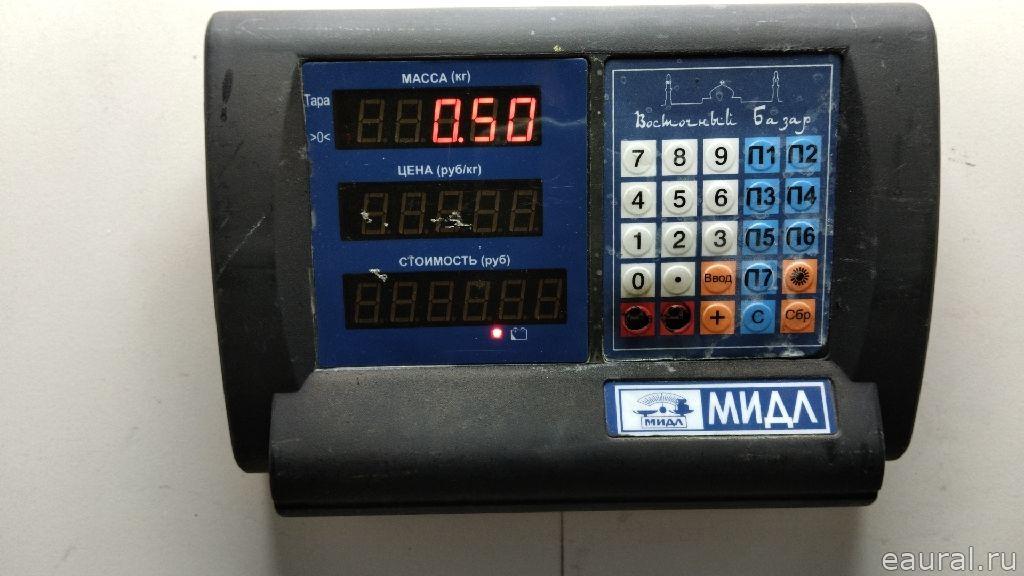 МАССА (кг)
Тара
0.50
>0<
ЦЕНА (руб/кг)
СТОИМОСТЬ (руб)
Восточный Базар
7 8 9 П1 П2
4 5 6 П3 П4
1 2 3 П5 П6
0 . Ввод П7
+ С Сбр
МИДЛ
МИДЛ
eaural.ru